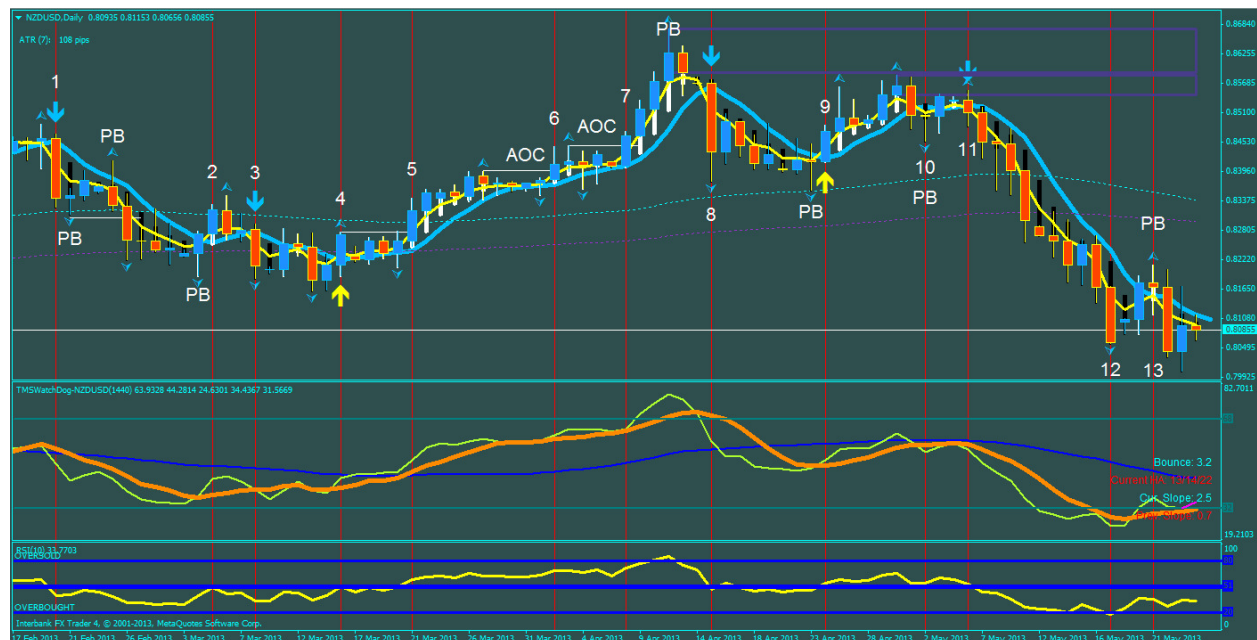 NZDUSD,Daily 0.80935 0.81153 0.80656 0.80855
ATR (7): 108 pips
1
PB
PB
2
3
PB
4
5
AOC
6
AOC
7
PB
8
9
PB
10
PB
11
12
PB
13
0.86840
0.86255
0.85685
0.85100
0.84530
0.83960
0.83375
0.82805
0.82220
0.81650
0.81080
0.80855
0.80495
0.79925
TMSWatchDog-NZDUSD(1440) 63.9328 44.2814 24.6301 34.4367 31.5669
82.7011
Bounce: 3.2
Cur. Slope: 2.5
Prev. Slope: 0.7
19.2103
RSI(10) 33.7703
OVERSOLD
OVERBOUGHT
100
0
Interbank FX Trader 4, © 2001-2013, MetaQuotes Software Corp.
17 Feb 2013 21 Feb 2013 26 Feb 2013 3 Mar 2013 7 Mar 2013 12 Mar 2013 17 Mar 2013 21 Mar 2013 26 Mar 2013 31 Mar 2013 4 Apr 2013 9 Apr 2013 14 Apr 2013 18 Apr 2013 23 Apr 2013 28 Apr 2013 2 May 2013 7 May 2013 12 May 2013 16 May 2013 21 May 2013